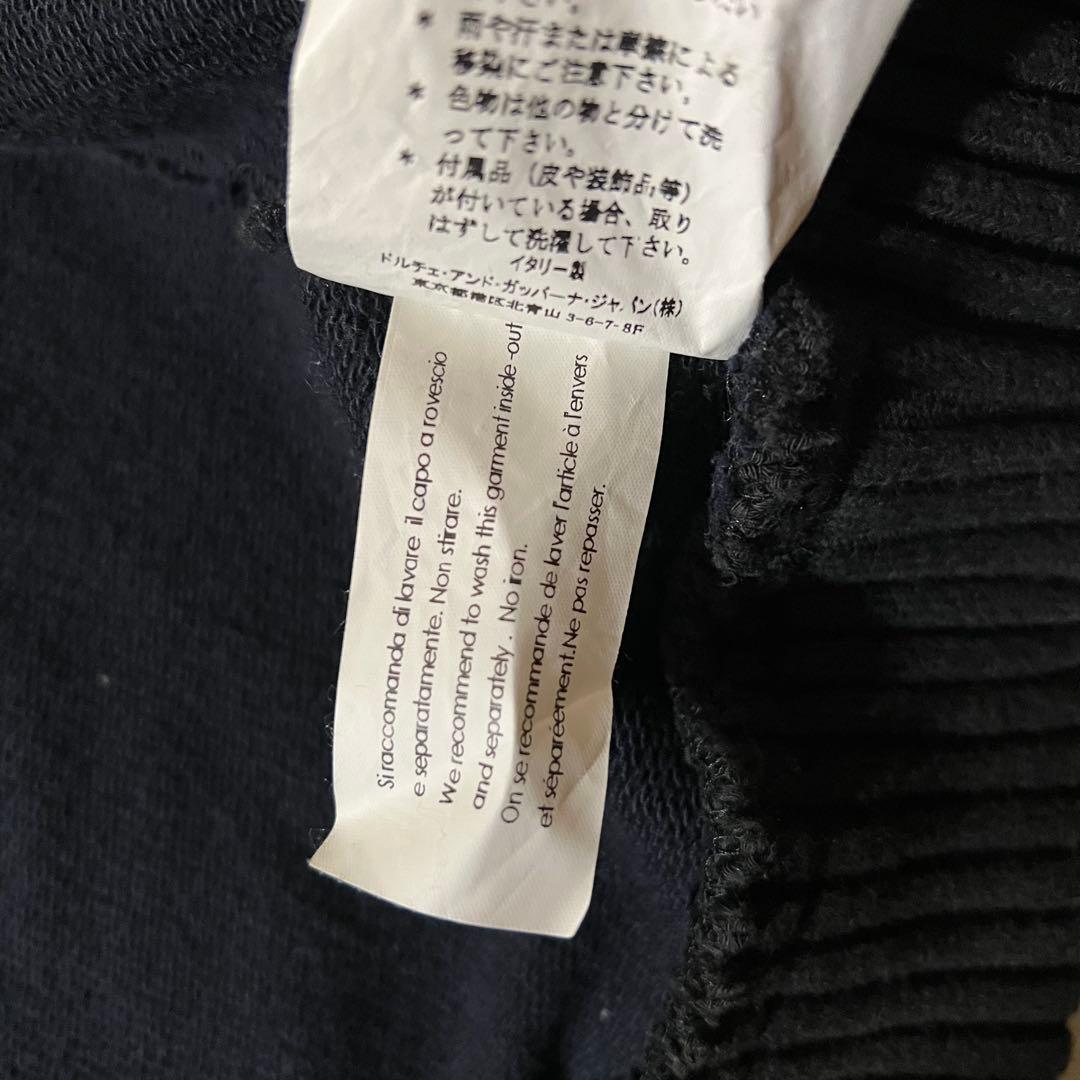 下さい。
* 雨や汗または摩擦による
移染にご注意下さい。
* 色物は他の物と分けて洗
って下さい。
* 付属品（皮や装飾品等）
が付いている場合、取り
はずして洗濯して下さい。
イタリー製
ドルチェ・アンド・ガッバーナ・ジャパン(株)
東京都港区北青山 3-6-7-8F
Si raccomanda di lavare il capo a rovescio
e separatamente. Non stirare.
We recommend to wash this garment inside-out
and separately . No iron.
On se recommande de laver l'article à l'envers
et séparéement.Ne pas repasser.